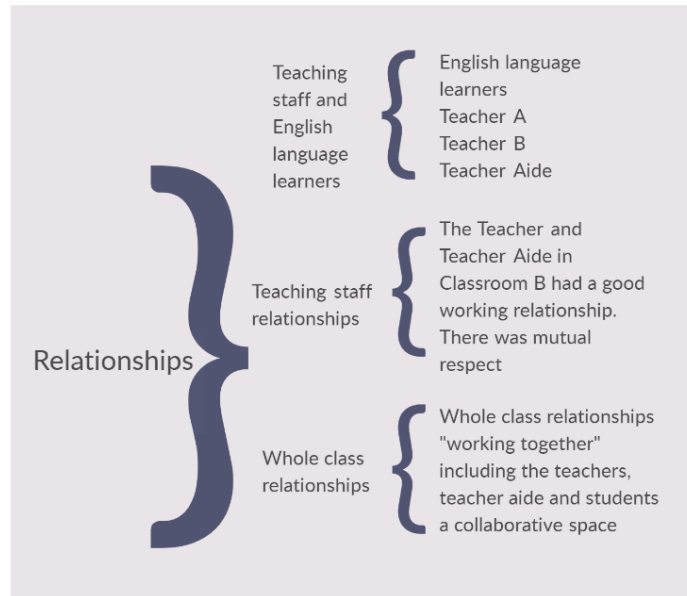 Relationships
Teaching
staff and
English
language
learners
English language
learners
Teacher A
Teacher B
Teacher Aide
Teaching staff
relationships
The Teacher and
Teacher Aide in
Classroom B had a good
working relationship.
There was mutual
respect
Whole class
relationships
Whole class relationships
"working together"
including the teachers,
teacher aide and students
a collaborative space